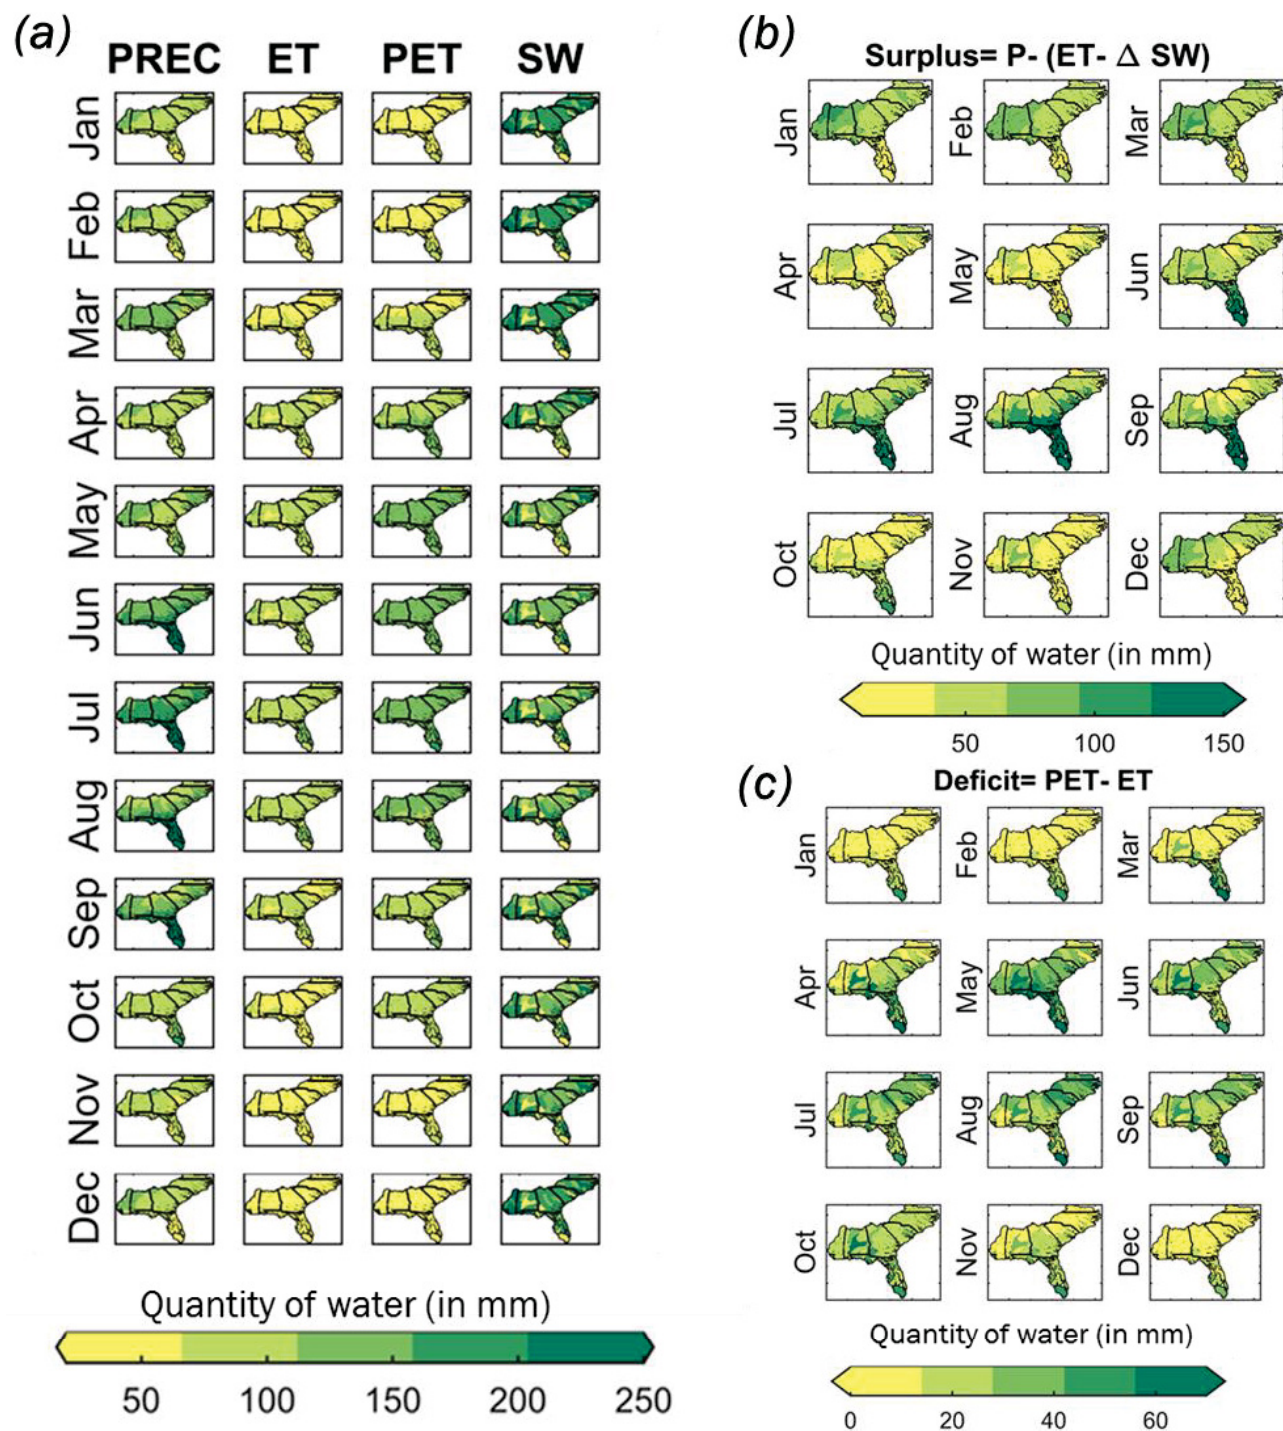 (a)
PREC ET PET SW
Jan
Feb
Mar
Apr
May
Jun
Jul
Aug
Sep
Oct
Nov
Dec
Quantity of water (in mm)
50 100 150 200 250
(b)
Surplus= P- (ET- Δ SW)
Jan Feb Mar
Apr May Jun
Jul Aug Sep
Oct Nov Dec
Quantity of water (in mm)
50 100 150
(c)
Deficit= PET- ET
Jan Feb Mar
Apr May Jun
Jul Aug Sep
Oct Nov Dec
Quantity of water (in mm)
0 20 40 60